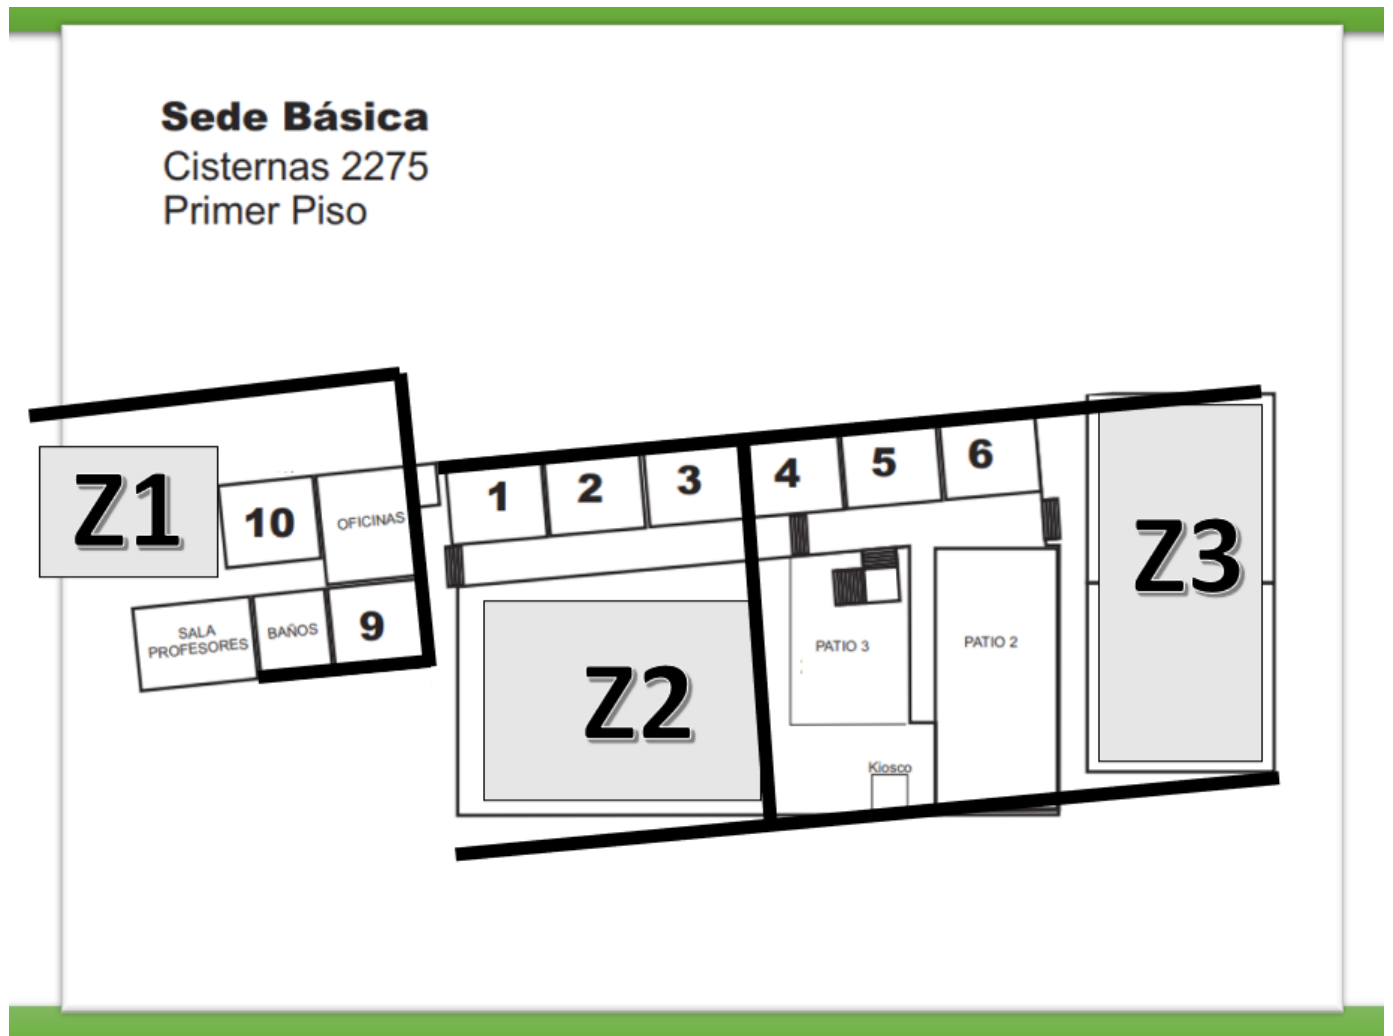 Sede Básica
Cisternas 2275
Primer Piso
Z1
10
OFICINAS
SALA
PROFESORES
BAÑOS
9
1
2
3
4
5
6
Z2
PATIO 3
PATIO 2
Kiosco
Z3